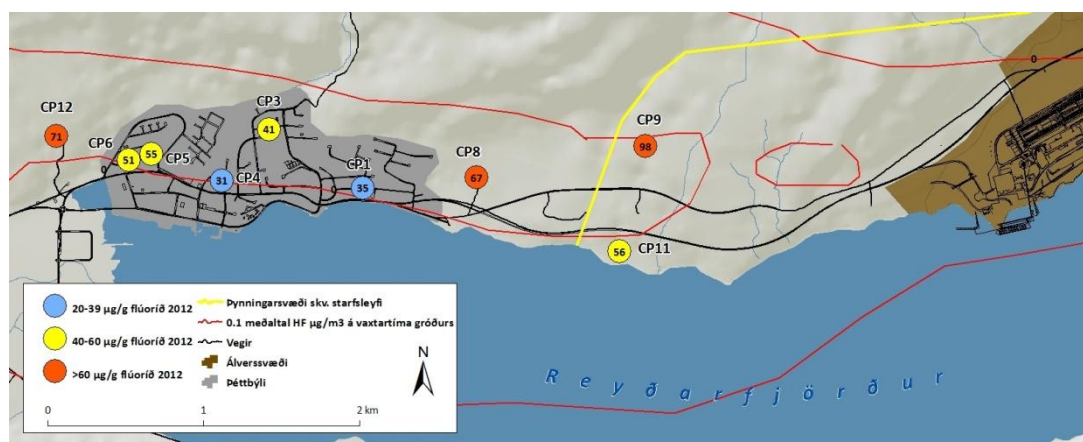 CP12
71
CP6
51
55
CP5
CP3
41
31
CP4
CP1
35
CP8
67
CP9
98
CP11
56
0
20-39 µg/g flúoríð 2012
40-60 µg/g flúoríð 2012
>60 µg/g flúoríð 2012
Þynningarsvæði skv. starfsleyfi
0.1 meðaltal HF µg/m3 á vaxtartíma gróðurs
Vegir
Álverssvæði
Þéttbýli
N
0 1 2 km
Reyðarfjörður